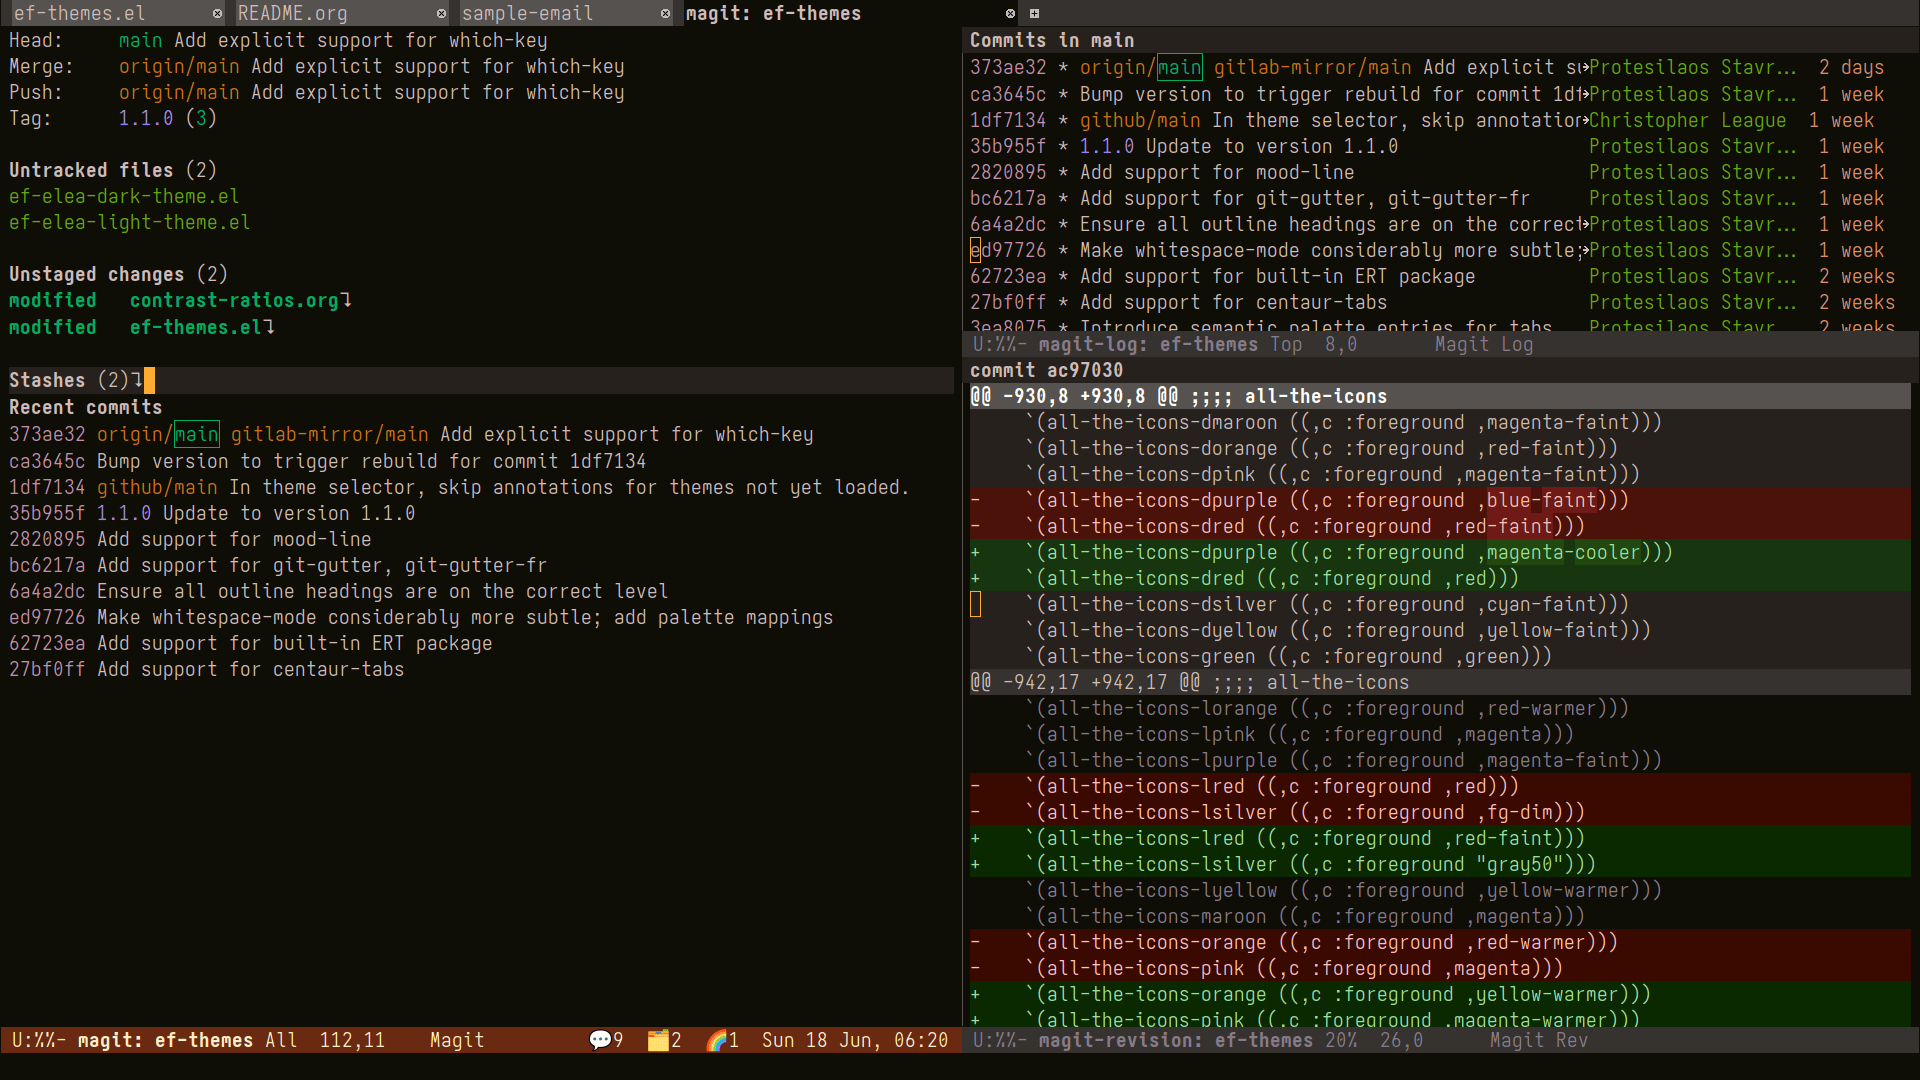 ef-themes.el README.org sample-email magit: ef-themes
Head:     main Add explicit support for which-key
Merge:    origin/main Add explicit support for which-key
Push:     origin/main Add explicit support for which-key
Tag:      1.1.0 (3)
Untracked files (2)
ef-elea-dark-theme.el
ef-elea-light-theme.el
Unstaged changes (2)
modified   contrast-ratios.org
modified   ef-themes.el
Stashes (2)
Recent commits
373ae32 origin/main gitlab-mirror/main Add explicit support for which-key
ca3645c Bump version to trigger rebuild for commit 1df7134
1df7134 github/main In theme selector, skip annotations for themes not yet loaded.
35b955f 1.1.0 Update to version 1.1.0
2820895 Add support for mood-line
bc6217a Add support for git-gutter, git-gutter-fr
6a4a2dc Ensure all outline headings are on the correct level
ed97726 Make whitespace-mode considerably more subtle; add palette mappings
62723ea Add support for built-in ERT package
27bf0ff Add support for centaur-tabs
U:%%- magit: ef-themes All  112,11    Magit    9  2  1  Sun 18 Jun, 06:20
Commits in main
373ae32 * origin/main gitlab-mirror/main Add explicit su Protesilaos Stavr...  2 days
ca3645c * Bump version to trigger rebuild for commit 1df Protesilaos Stavr...  1 week
1df7134 * github/main In theme selector, skip annotation Christopher League  1 week
35b955f * 1.1.0 Update to version 1.1.0 Protesilaos Stavr...  1 week
2820895 * Add support for mood-line Protesilaos Stavr...  1 week
bc6217a * Add support for git-gutter, git-gutter-fr Protesilaos Stavr...  1 week
6a4a2dc * Ensure all outline headings are on the correct Protesilaos Stavr...  1 week
ed97726 * Make whitespace-mode considerably more subtle; Protesilaos Stavr...  1 week
62723ea * Add support for built-in ERT package Protesilaos Stavr...  2 weeks
27bf0ff * Add support for centaur-tabs Protesilaos Stavr...  2 weeks
3ea8075 * Introduce semantic palette entries for tabs Protesilaos Stavr...  2 weeks
U:%%- magit-log: ef-themes Top  8,0       Magit Log
commit ac97030
@@ -930,8 +930,8 @@ ;;;; all-the-icons
     `(all-the-icons-dmaroon ((,c :foreground ,magenta-faint)))
     `(all-the-icons-dorange ((,c :foreground ,red-faint)))
     `(all-the-icons-dpink ((,c :foreground ,magenta-faint)))
-    `(all-the-icons-dpurple ((,c :foreground ,blue-faint)))
-    `(all-the-icons-dred ((,c :foreground ,red-faint)))
+    `(all-the-icons-dpurple ((,c :foreground ,magenta-cooler)))
+    `(all-the-icons-dred ((,c :foreground ,red)))
     `(all-the-icons-dsilver ((,c :foreground ,cyan-faint)))
     `(all-the-icons-dyellow ((,c :foreground ,yellow-faint)))
     `(all-the-icons-green ((,c :foreground ,green)))
@@ -942,17 +942,17 @@ ;;;; all-the-icons
     `(all-the-icons-lorange ((,c :foreground ,red-warmer)))
     `(all-the-icons-lpink ((,c :foreground ,magenta)))
     `(all-the-icons-lpurple ((,c :foreground ,magenta-faint)))
-    `(all-the-icons-lred ((,c :foreground ,red)))
-    `(all-the-icons-lsilver ((,c :foreground ,fg-dim)))
+    `(all-the-icons-lred ((,c :foreground ,red-faint)))
+    `(all-the-icons-lsilver ((,c :foreground "gray50")))
     `(all-the-icons-lyellow ((,c :foreground ,yellow-warmer)))
     `(all-the-icons-maroon ((,c :foreground ,magenta)))
-    `(all-the-icons-orange ((,c :foreground ,red-warmer)))
-    `(all-the-icons-pink ((,c :foreground ,magenta)))
+    `(all-the-icons-orange ((,c :foreground ,yellow-warmer)))
+    `(all-the-icons-pink ((,c :foreground ,magenta-warmer)))
U:%%- magit-revision: ef-themes 20%  26,0      Magit Rev